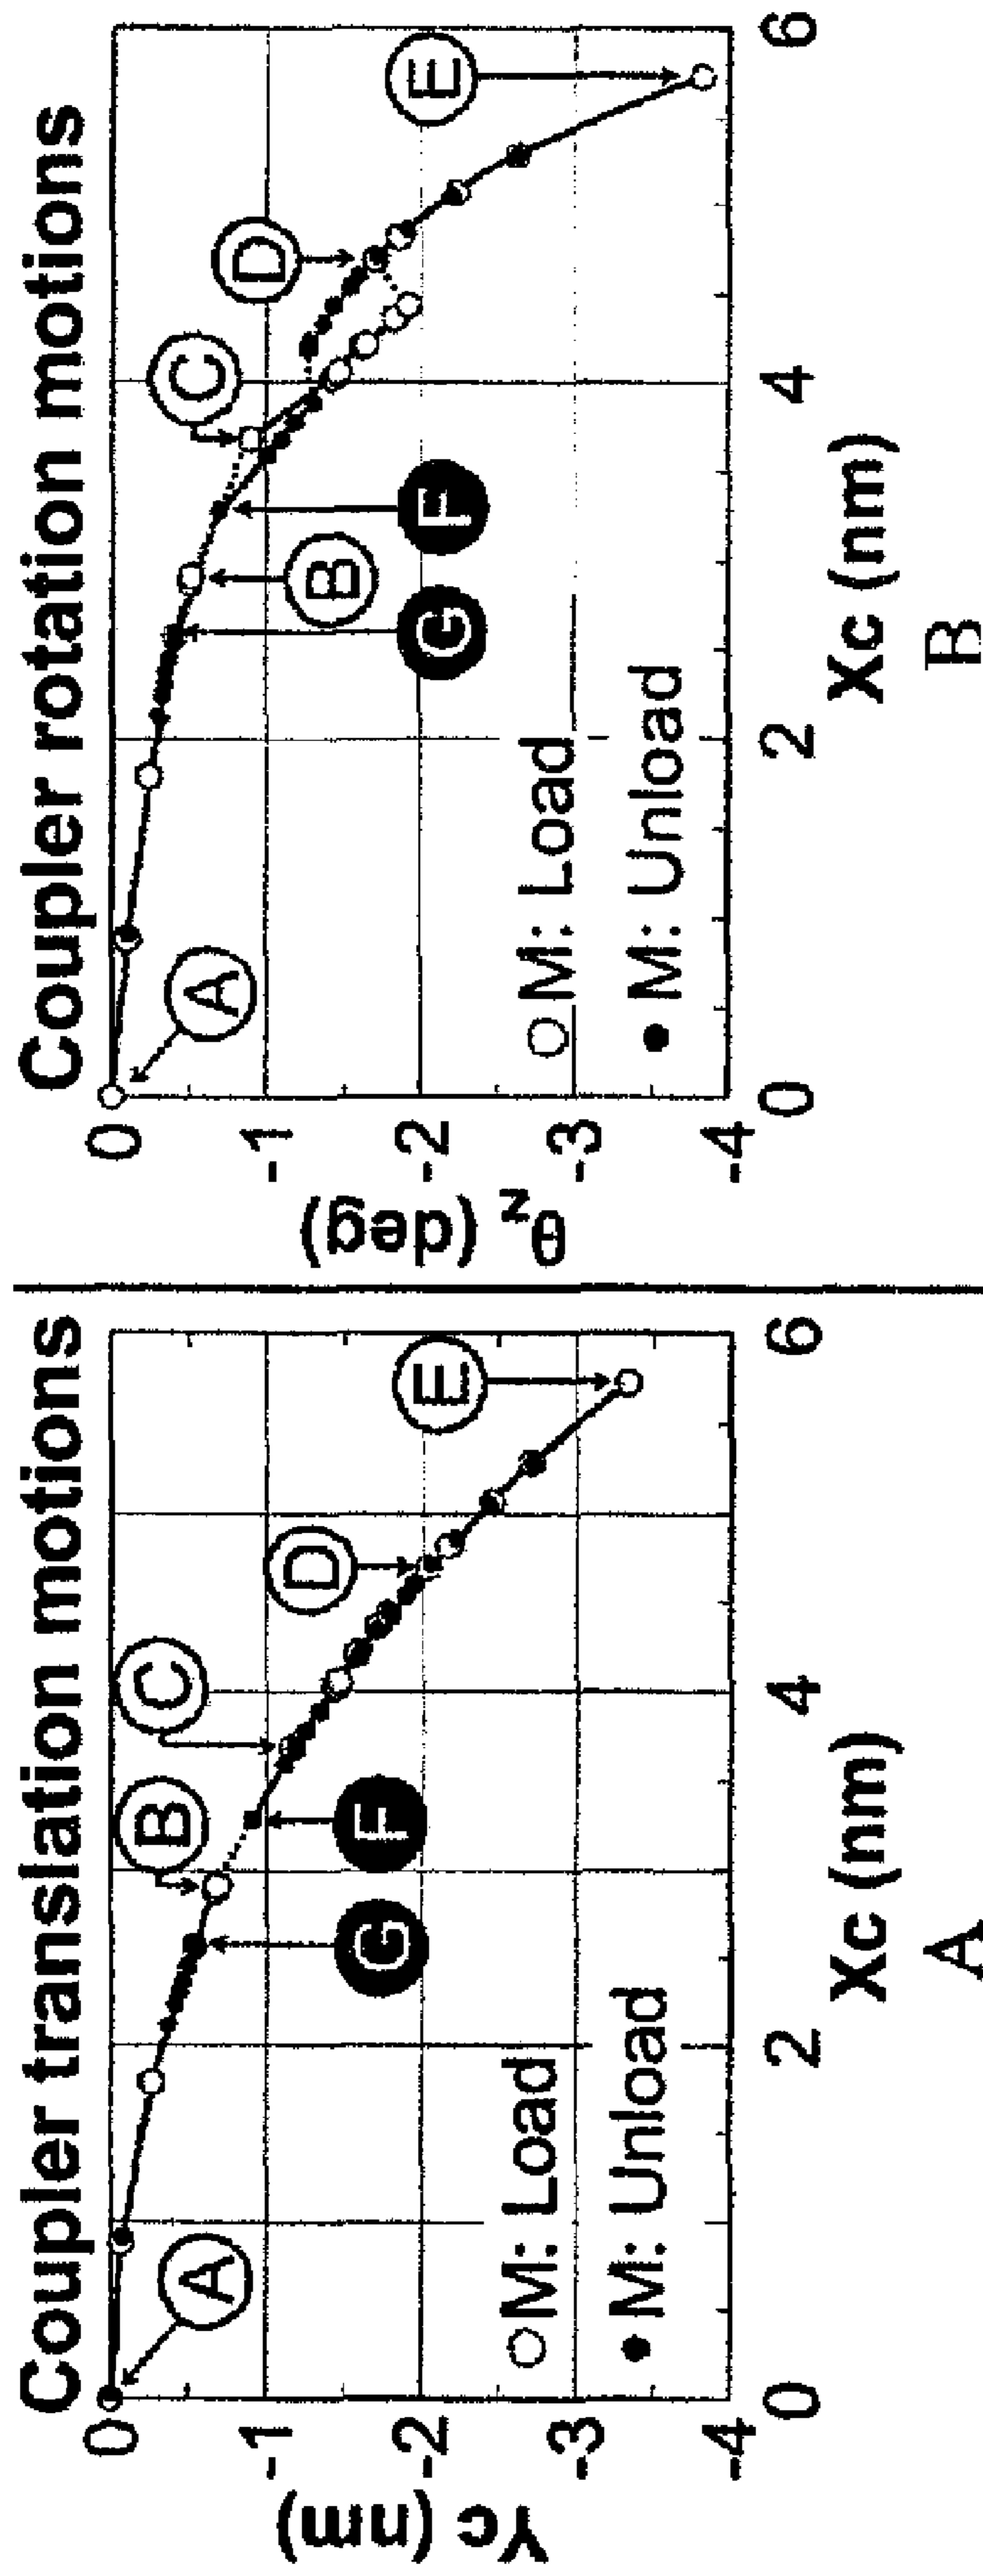 Coupler translation motions
Yc (nm)
0
-1
-2
-3
-4
A
B
C
D
E
F
G
M: Load
M: Unload
0
2
4
6
Xc (nm)
A
Coupler rotation motions
θz (deg)
0
-1
-2
-3
-4
A
B
C
D
E
F
G
M: Load
M: Unload
0
2
4
6
Xc (nm)
B